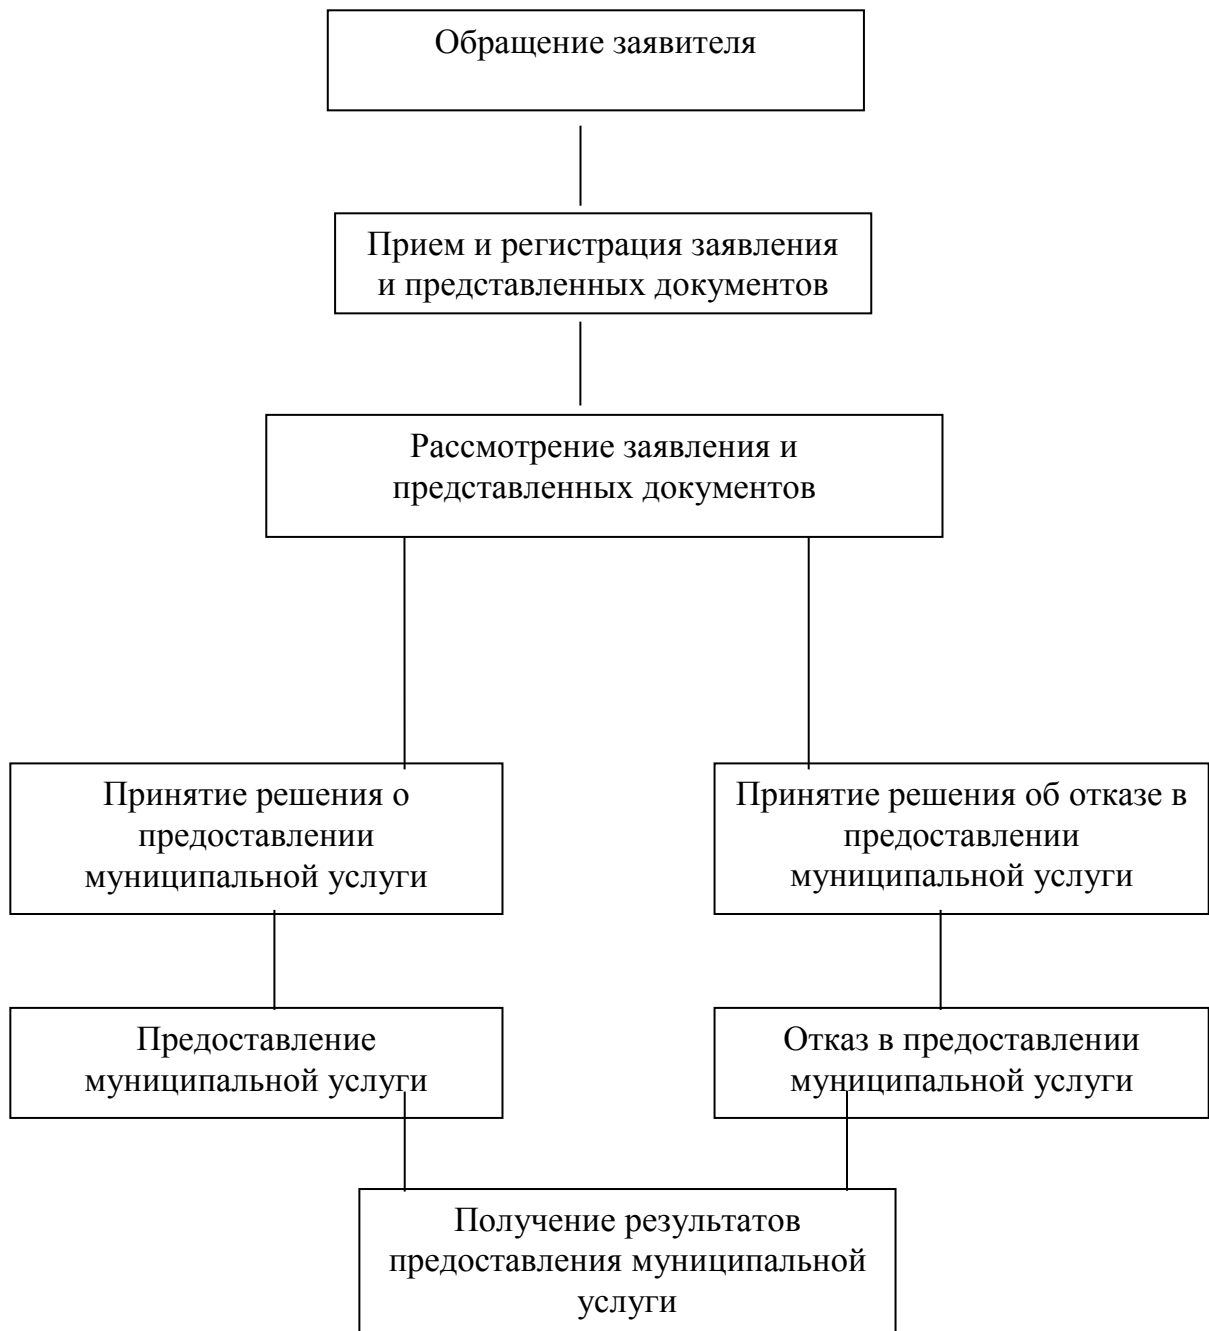 Обращение заявителя
Прием и регистрация заявления
и представленных документов
Рассмотрение заявления и
представленных документов
Принятие решения о
предоставлении
муниципальной услуги
Принятие решения об отказе в
предоставлении
муниципальной услуги
Предоставление
муниципальной услуги
Отказ в предоставлении
муниципальной услуги
Получение результатов
предоставления муниципальной
услуги